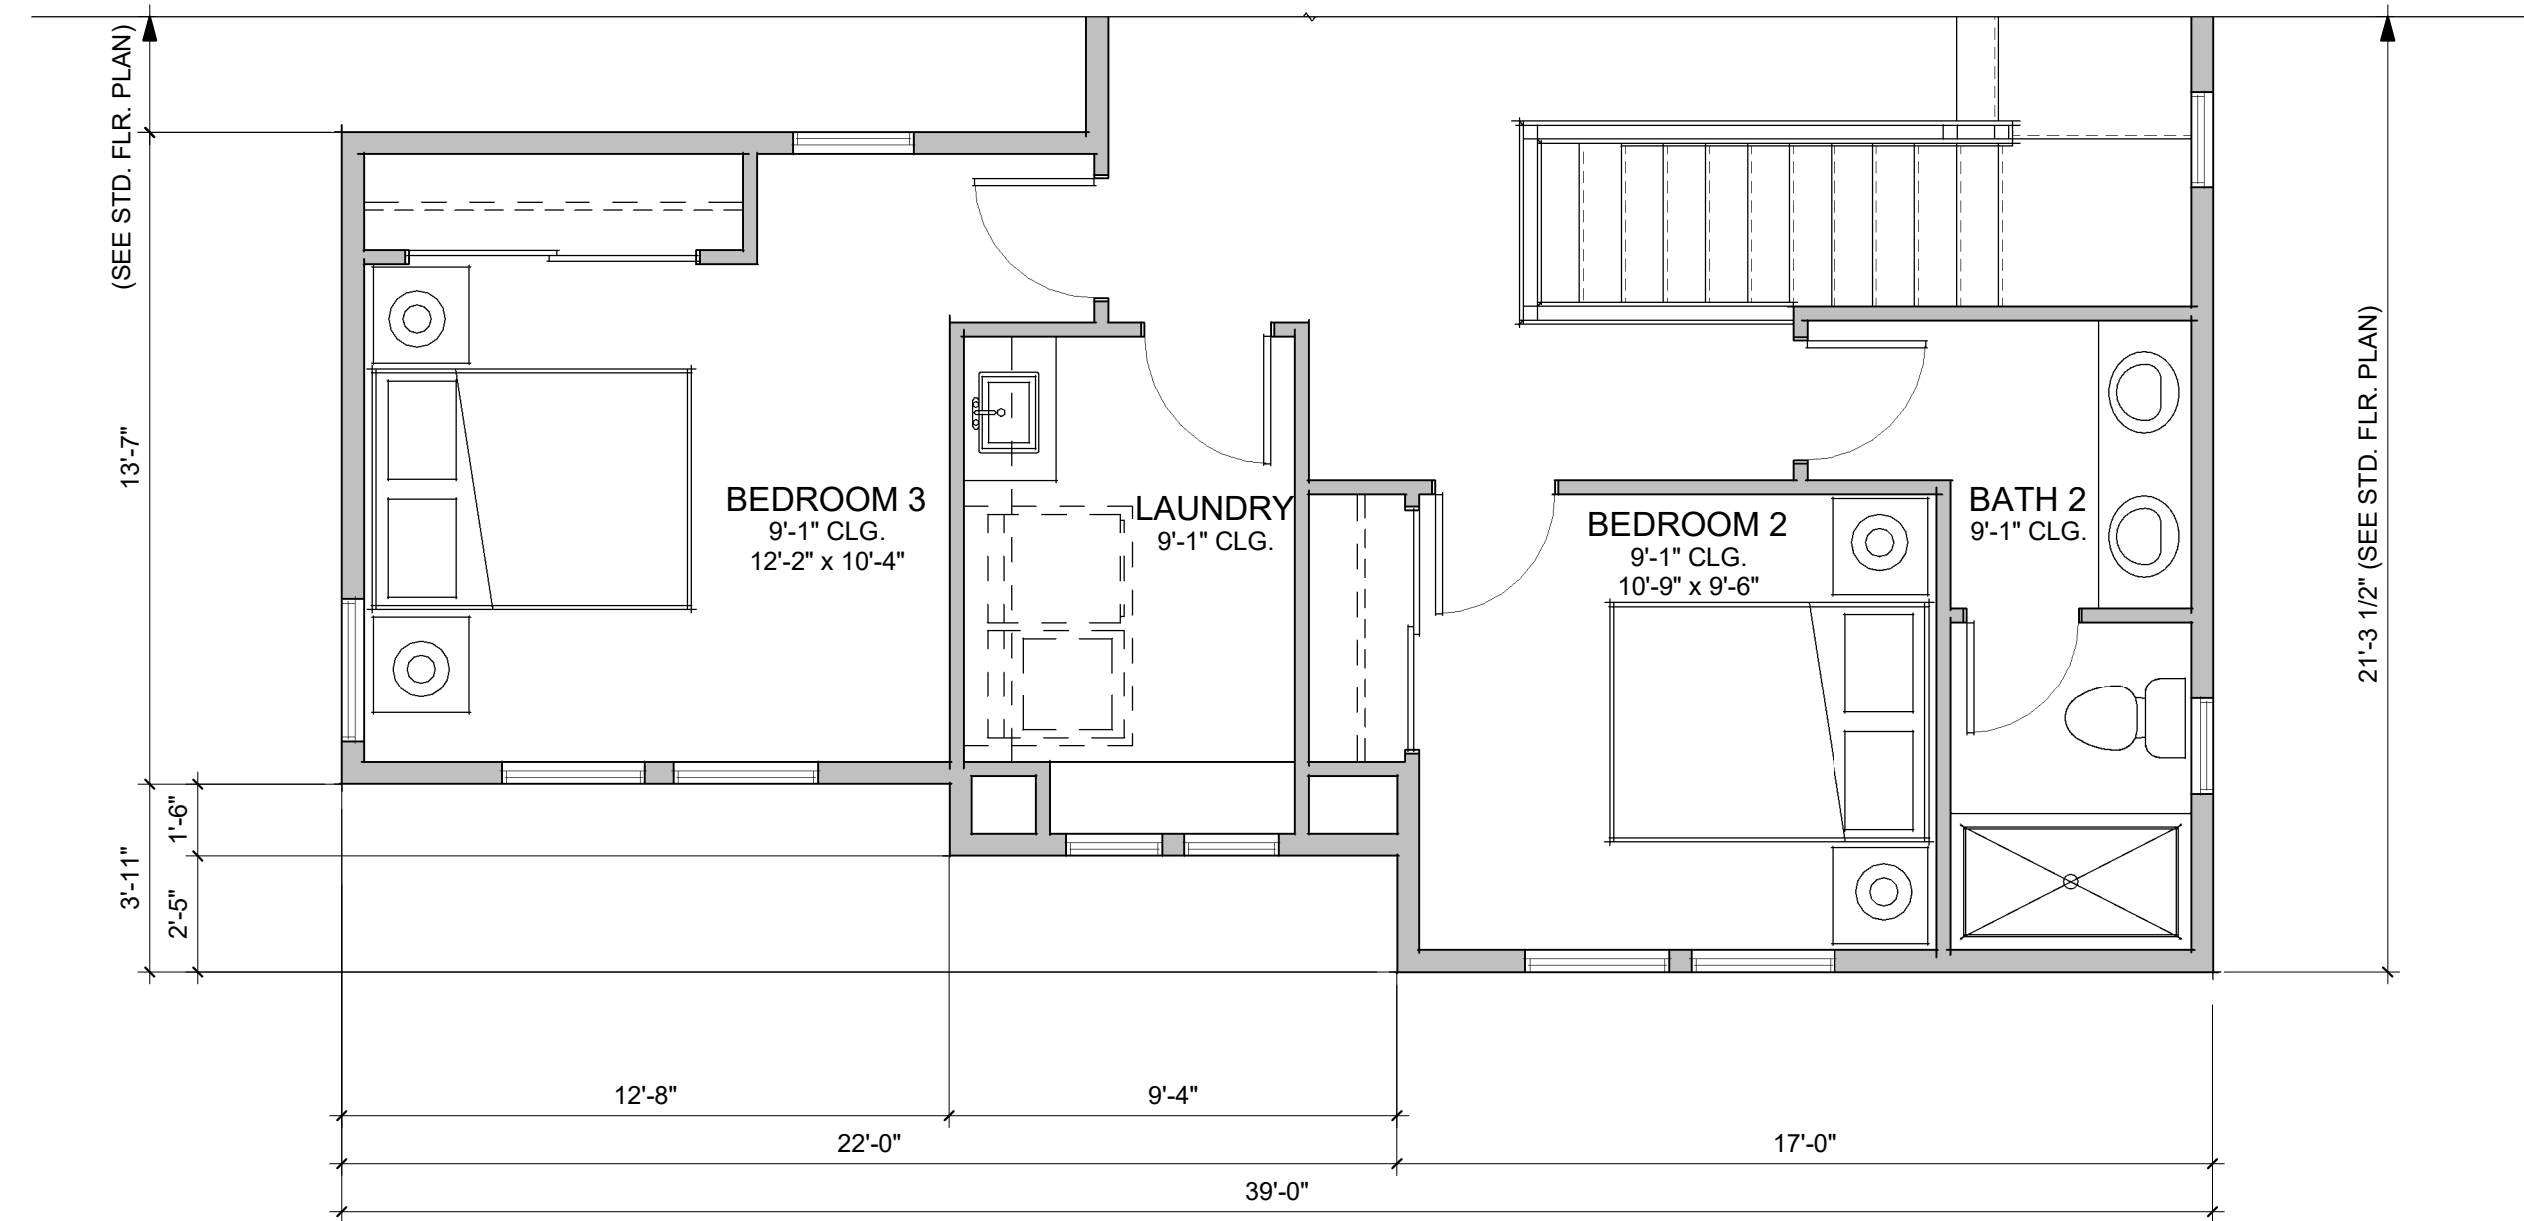 (SEE STD. FLR. PLAN)
13'-7"
BEDROOM 3
9'-1" CLG.
12'-2" x 10'-4"
LAUNDRY
9'-1" CLG.
BEDROOM 2
9'-1" CLG.
10'-9" x 9'-6"
BATH 2
9'-1" CLG.
21'-3 1/2" (SEE STD. FLR. PLAN)
1'-6"
3'-11"
2'-5"
12'-8"
9'-4"
22'-0"
17'-0"
39'-0"